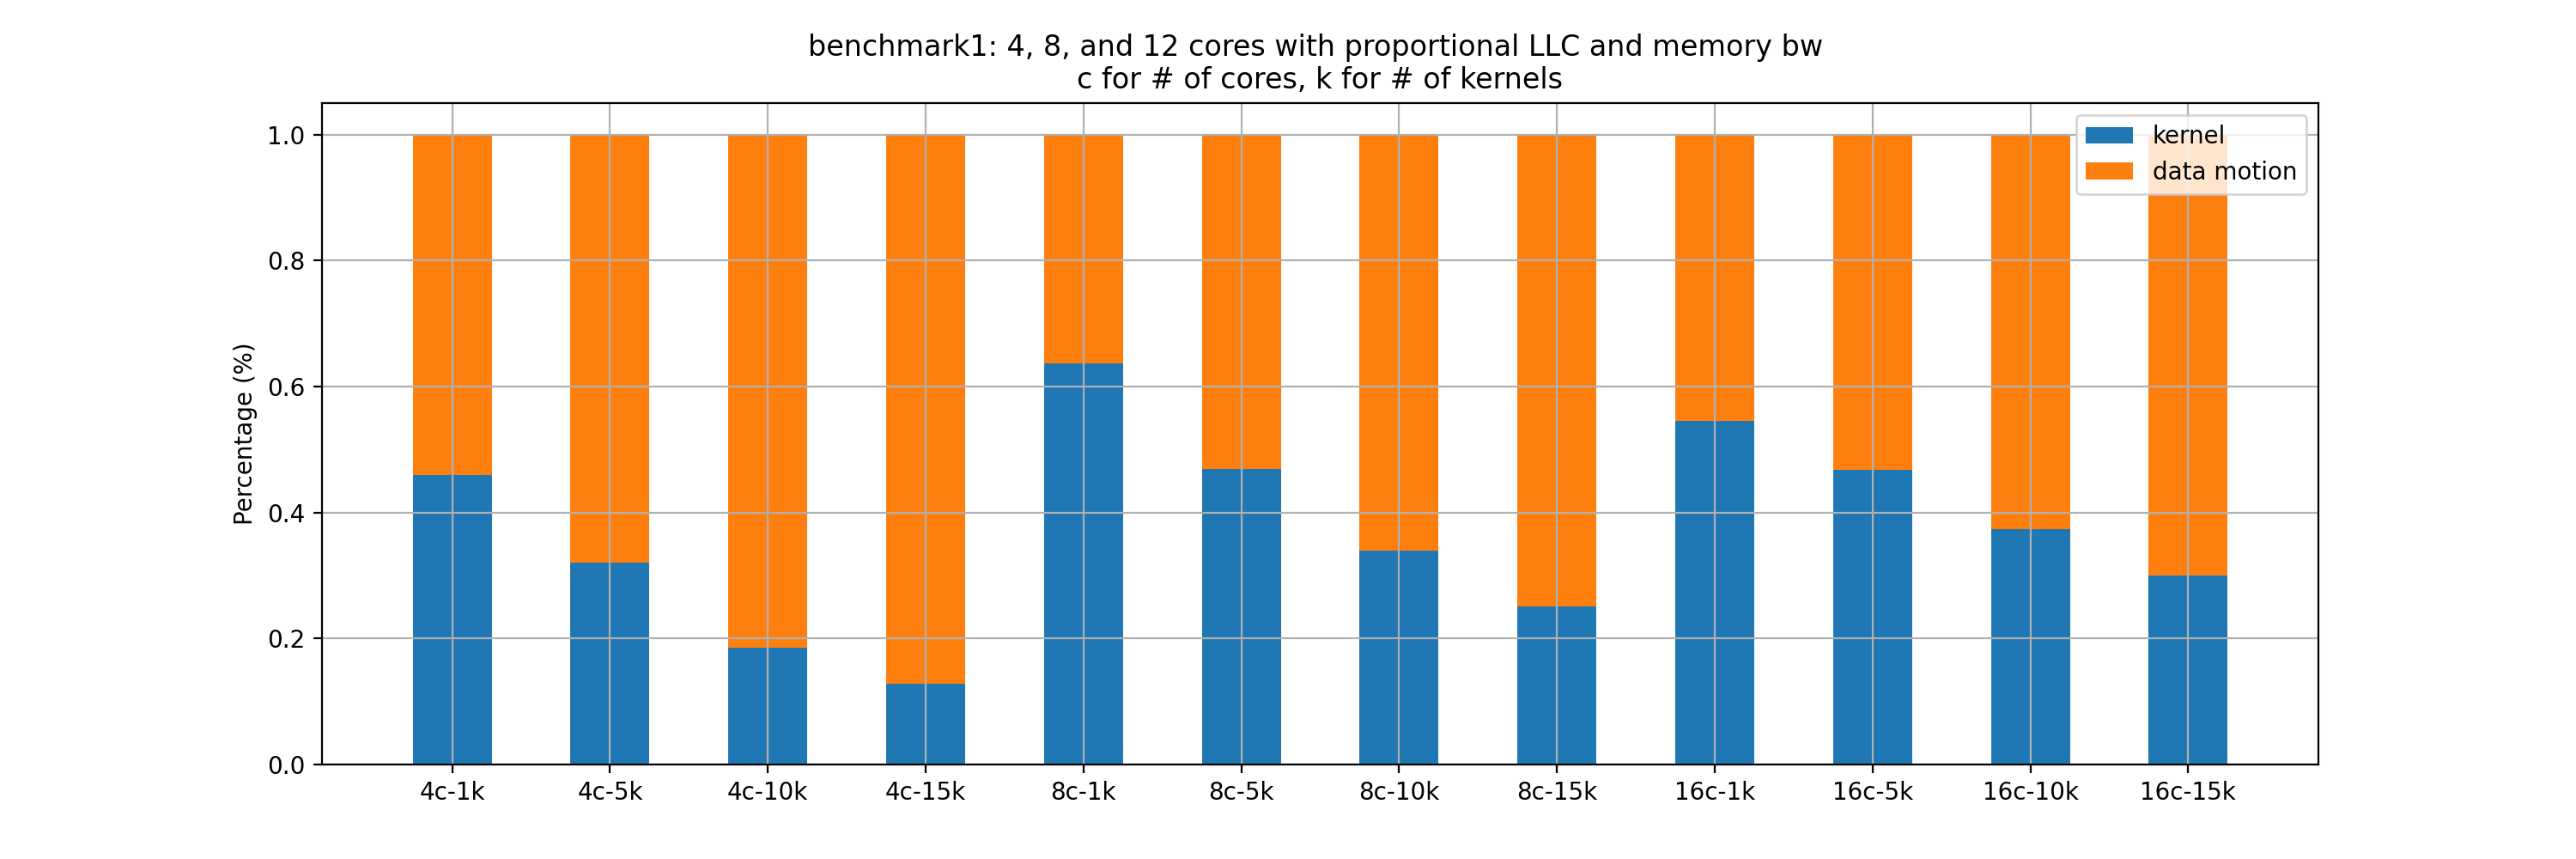 benchmark1: 4, 8, and 12 cores with proportional LLC and memory bw
c for # of cores, k for # of kernels
kernel
data motion
Percentage (%)
1.0
0.8
0.6
0.4
0.2
0.0
4c-1k 4c-5k 4c-10k 4c-15k 8c-1k 8c-5k 8c-10k 8c-15k 16c-1k 16c-5k 16c-10k 16c-15k